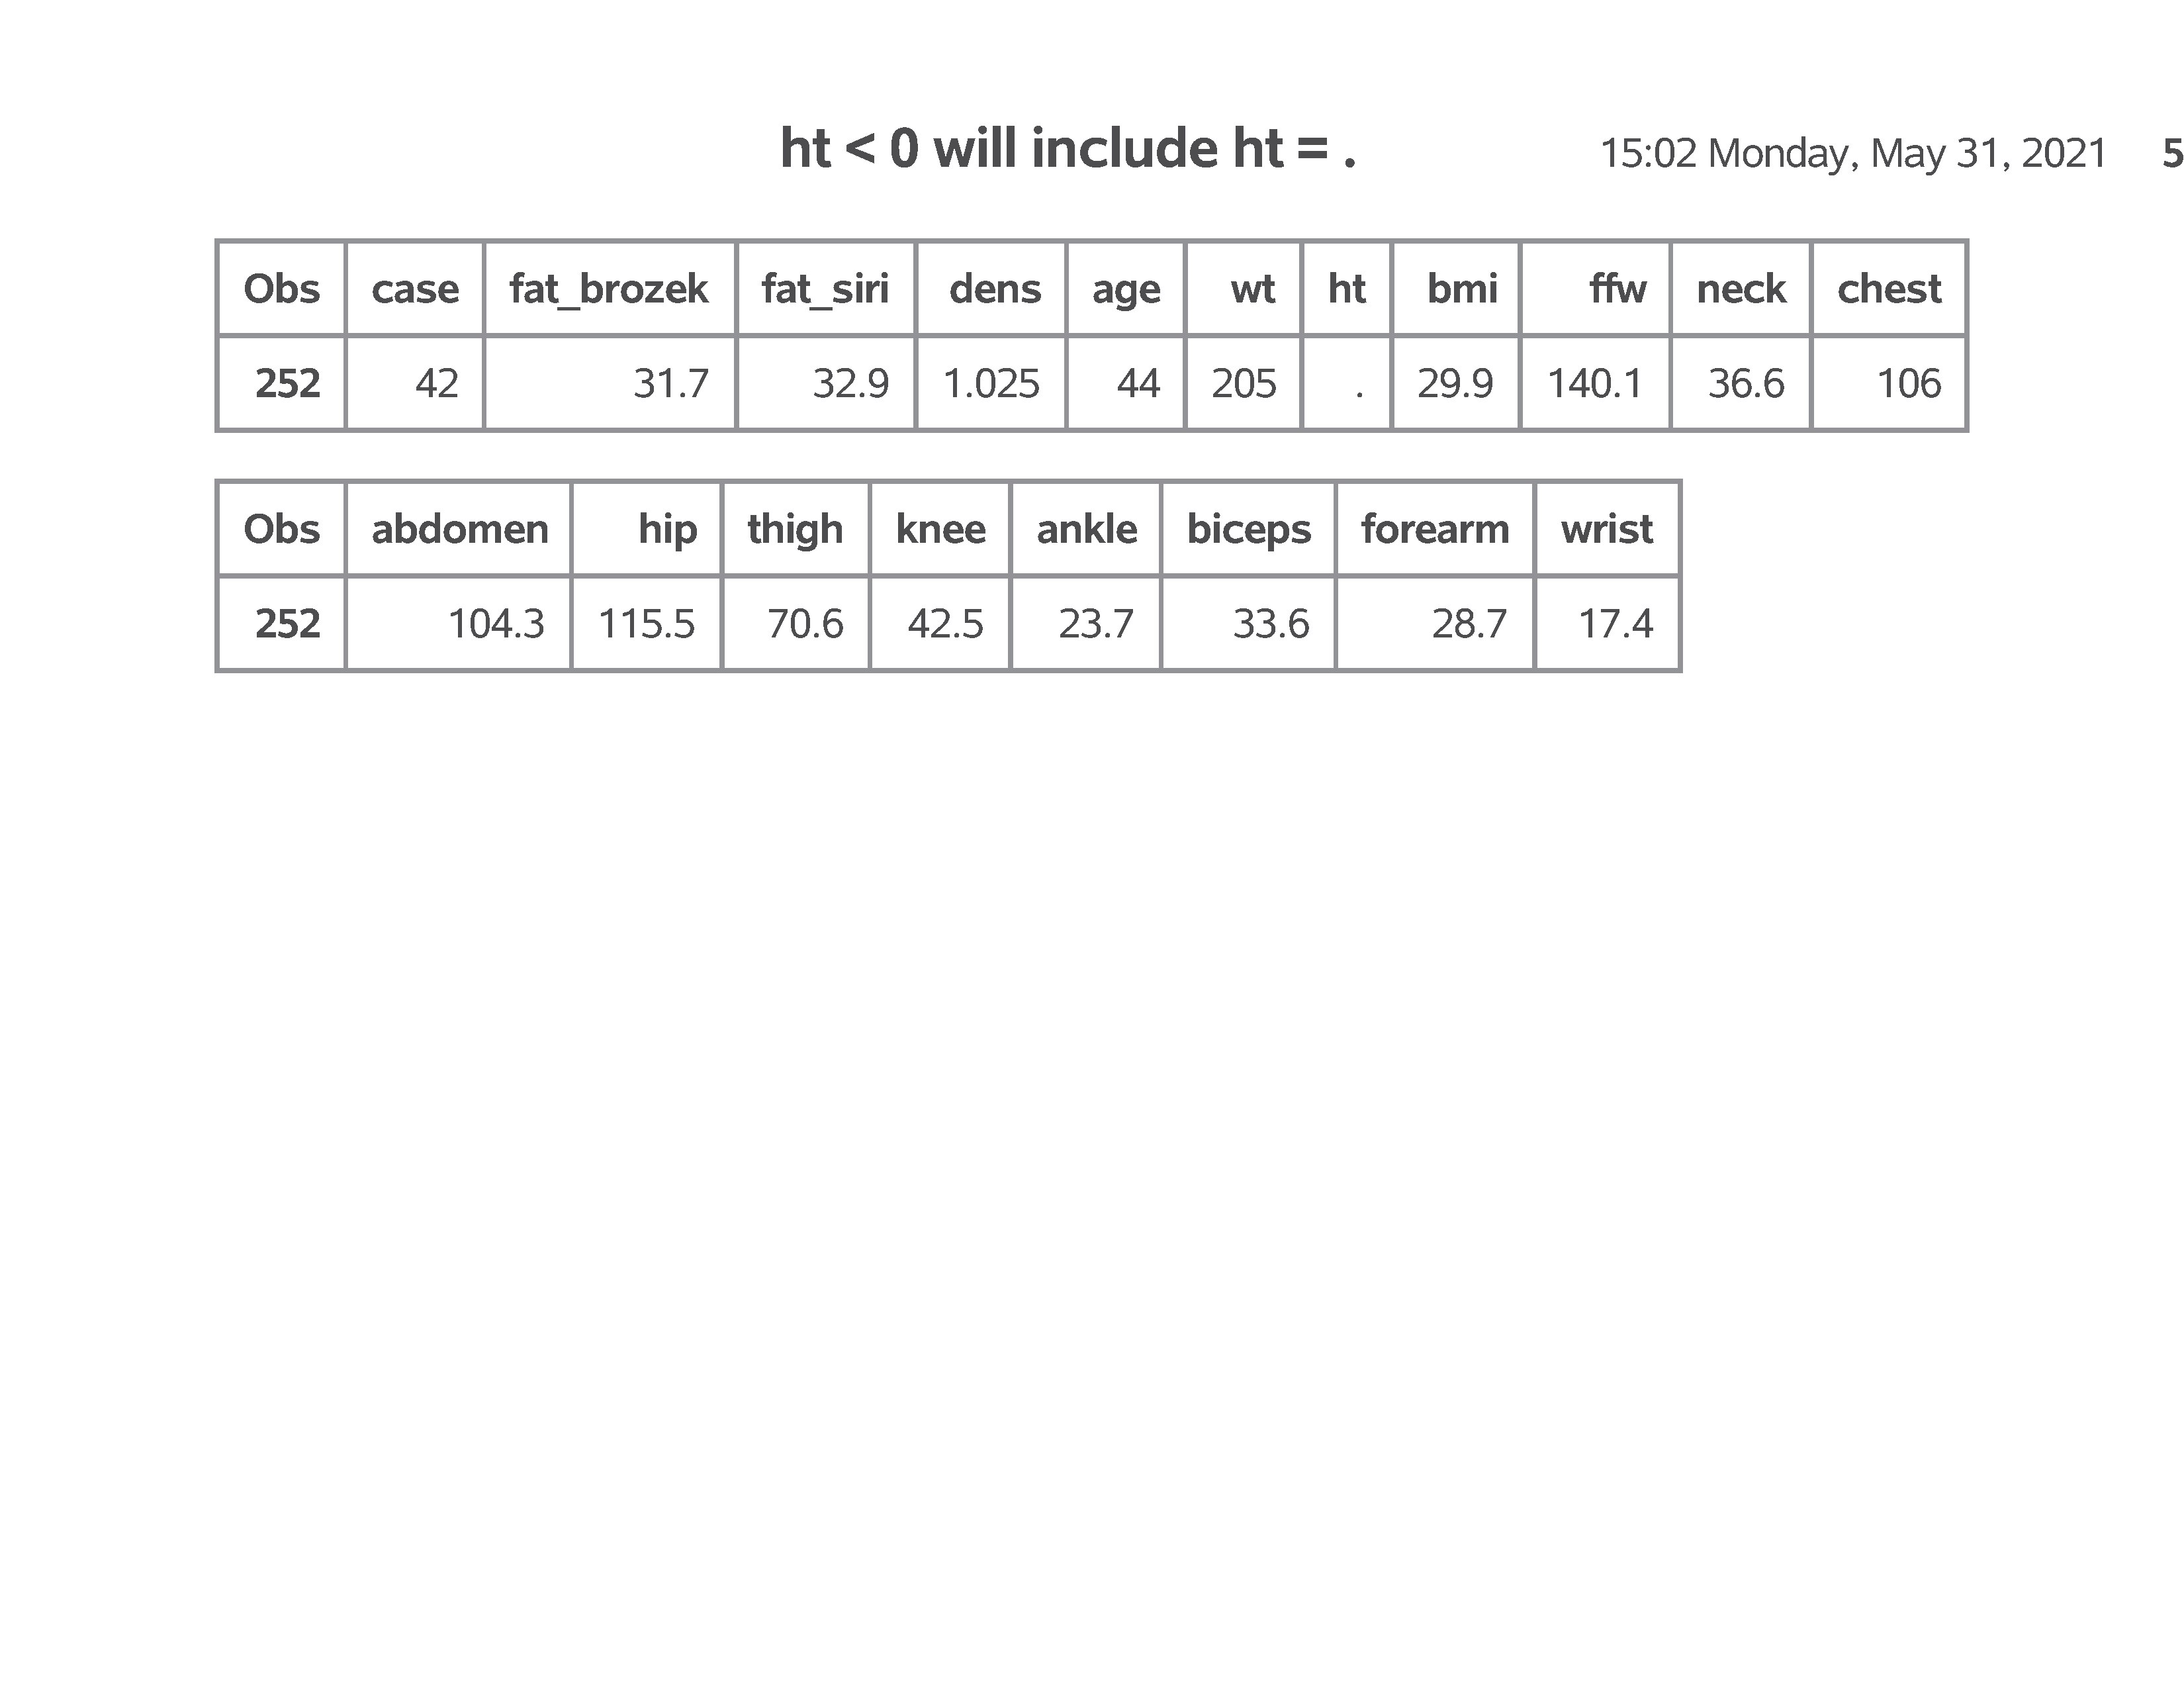 ht < 0 will include ht = . 15:02 Monday, May 31, 2021 5
Obs case fat_brozek fat_siri dens age wt ht bmi ffw neck chest
252 42 31.7 32.9 1.025 44 205 . 29.9 140.1 36.6 106
Obs abdomen hip thigh knee ankle biceps forearm wrist
252 104.3 115.5 70.6 42.5 23.7 33.6 28.7 17.4